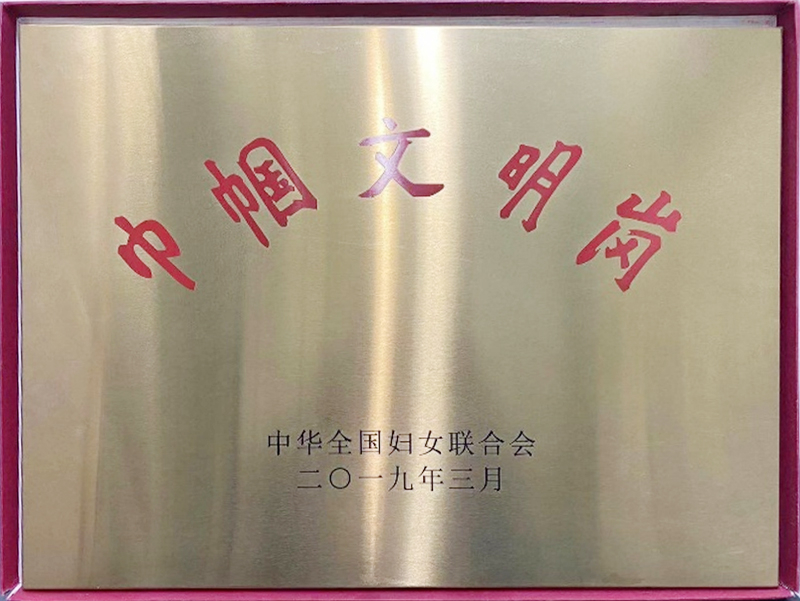 巾帼文明岗
中华全国妇女联合会
二〇一九年三月